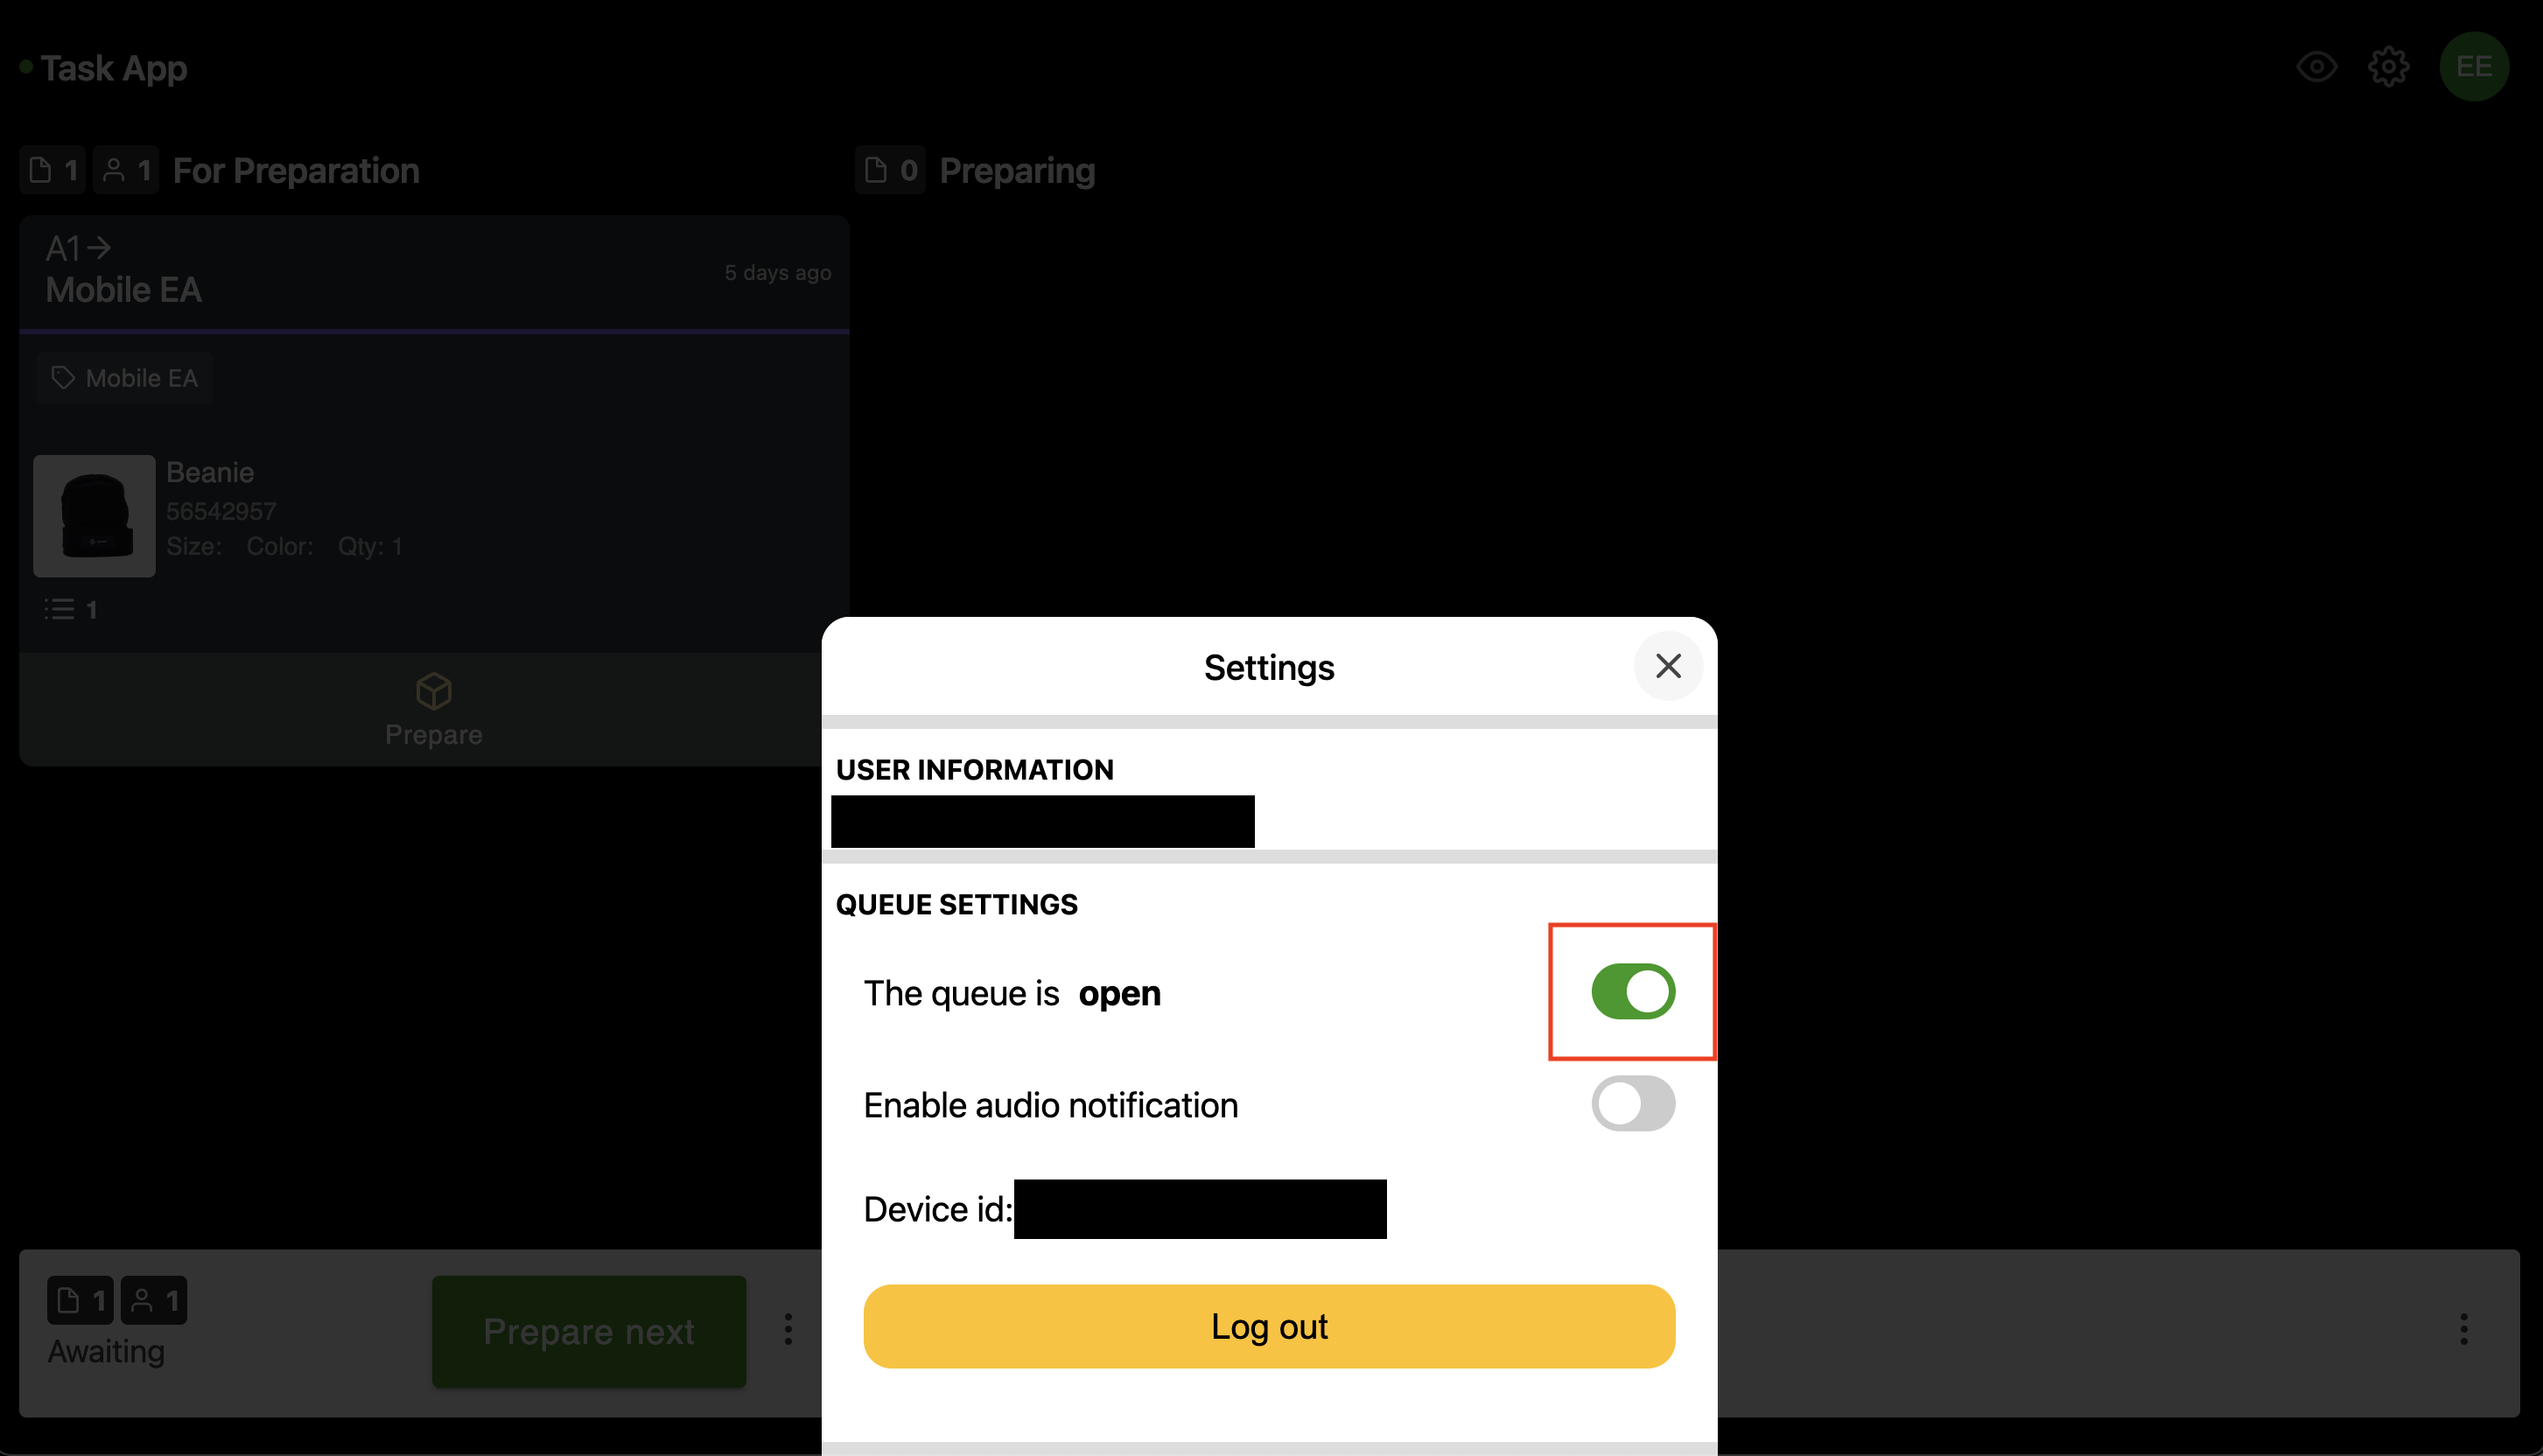 Task App
EE
1 1 For Preparation
0 Preparing
A1
Mobile EA
5 days ago
Mobile EA
Beanie
56542957
Size: Color: Qty: 1
1
Prepare
Settings
USER INFORMATION
QUEUE SETTINGS
The queue is open
Enable audio notification
Device id:
Log out
1 1
Awaiting
Prepare next